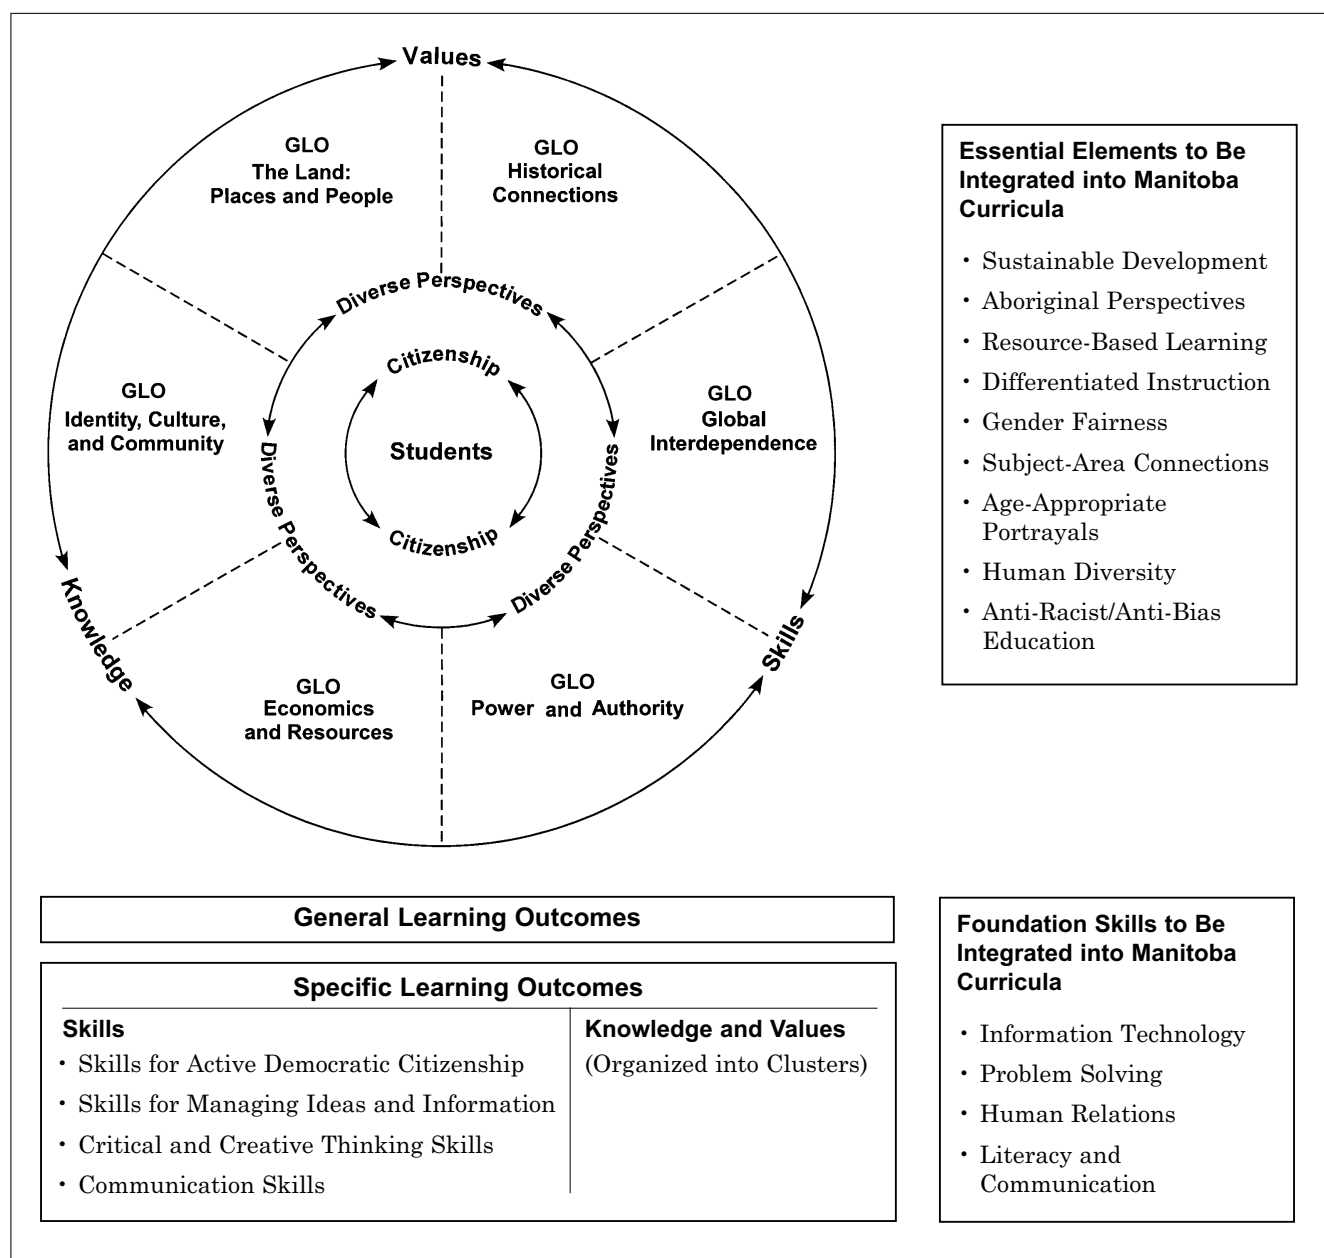 Values
GLO
The Land:
Places and People
GLO
Historical
Connections
GLO
Identity, Culture,
and Community
GLO
Global
Interdependence
Diverse Perspectives
Citizenship
Students
Citizenship
Diverse Perspectives
Diverse Perspectives
Knowledge
Skills
GLO
Economics
and Resources
GLO
Power and Authority
Essential Elements to Be
Integrated into Manitoba
Curricula
• Sustainable Development
• Aboriginal Perspectives
• Resource-Based Learning
• Differentiated Instruction
• Gender Fairness
• Subject-Area Connections
• Age-Appropriate
Portrayals
• Human Diversity
• Anti-Racist/Anti-Bias
Education
General Learning Outcomes
Specific Learning Outcomes
Skills
• Skills for Active Democratic Citizenship
• Skills for Managing Ideas and Information
• Critical and Creative Thinking Skills
• Communication Skills
Knowledge and Values
(Organized into Clusters)
Foundation Skills to Be
Integrated into Manitoba
Curricula
• Information Technology
• Problem Solving
• Human Relations
• Literacy and
Communication